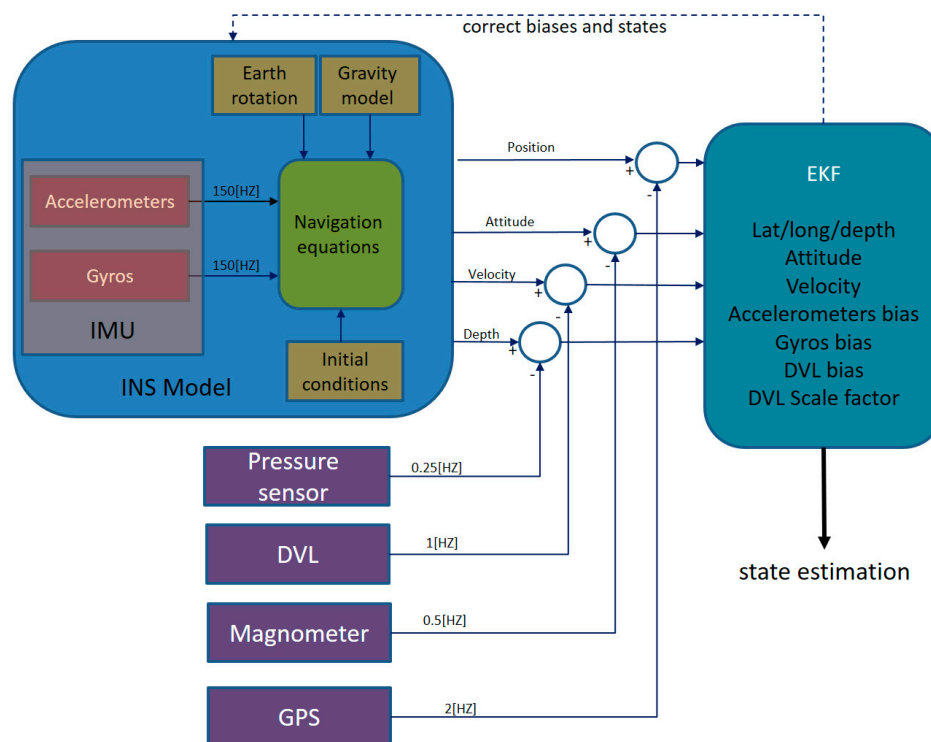 correct biases and states
Earth
rotation
Gravity
model
Position
EKF
Accelerometers
150[HZ]
Navigation
equations
Attitude
Lat/long/depth
Attitude
Velocity
Accelerometers bias
Gyros bias
DVL bias
DVL Scale factor
Gyros
150[HZ]
Velocity
IMU
Depth
INS Model
Initial
conditions
+
-
+
-
+
-
+
-
Pressure
sensor
0.25[HZ]
DVL
1[HZ]
state estimation
Magnometer
0.5[HZ]
GPS
2[HZ]